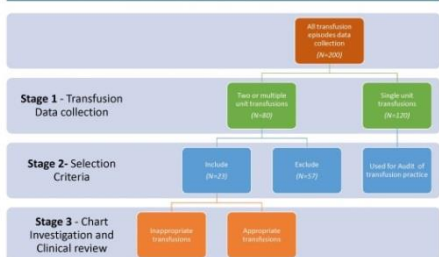 All transfusion
episodes data
collection
(N=200)
Stage 1 - Transfusion
Data collection
Two or multiple
unit transfusions
(N=80)
Single unit
transfusions
(N=120)
Stage 2- Selection
Criteria
Include
(N=23)
Exclude
(N=57)
Used for Audit of
transfusion practice
Stage 3 - Chart
Investigation and
Clinical review
Inappropriate
transfusions
Appropriate
transfusions